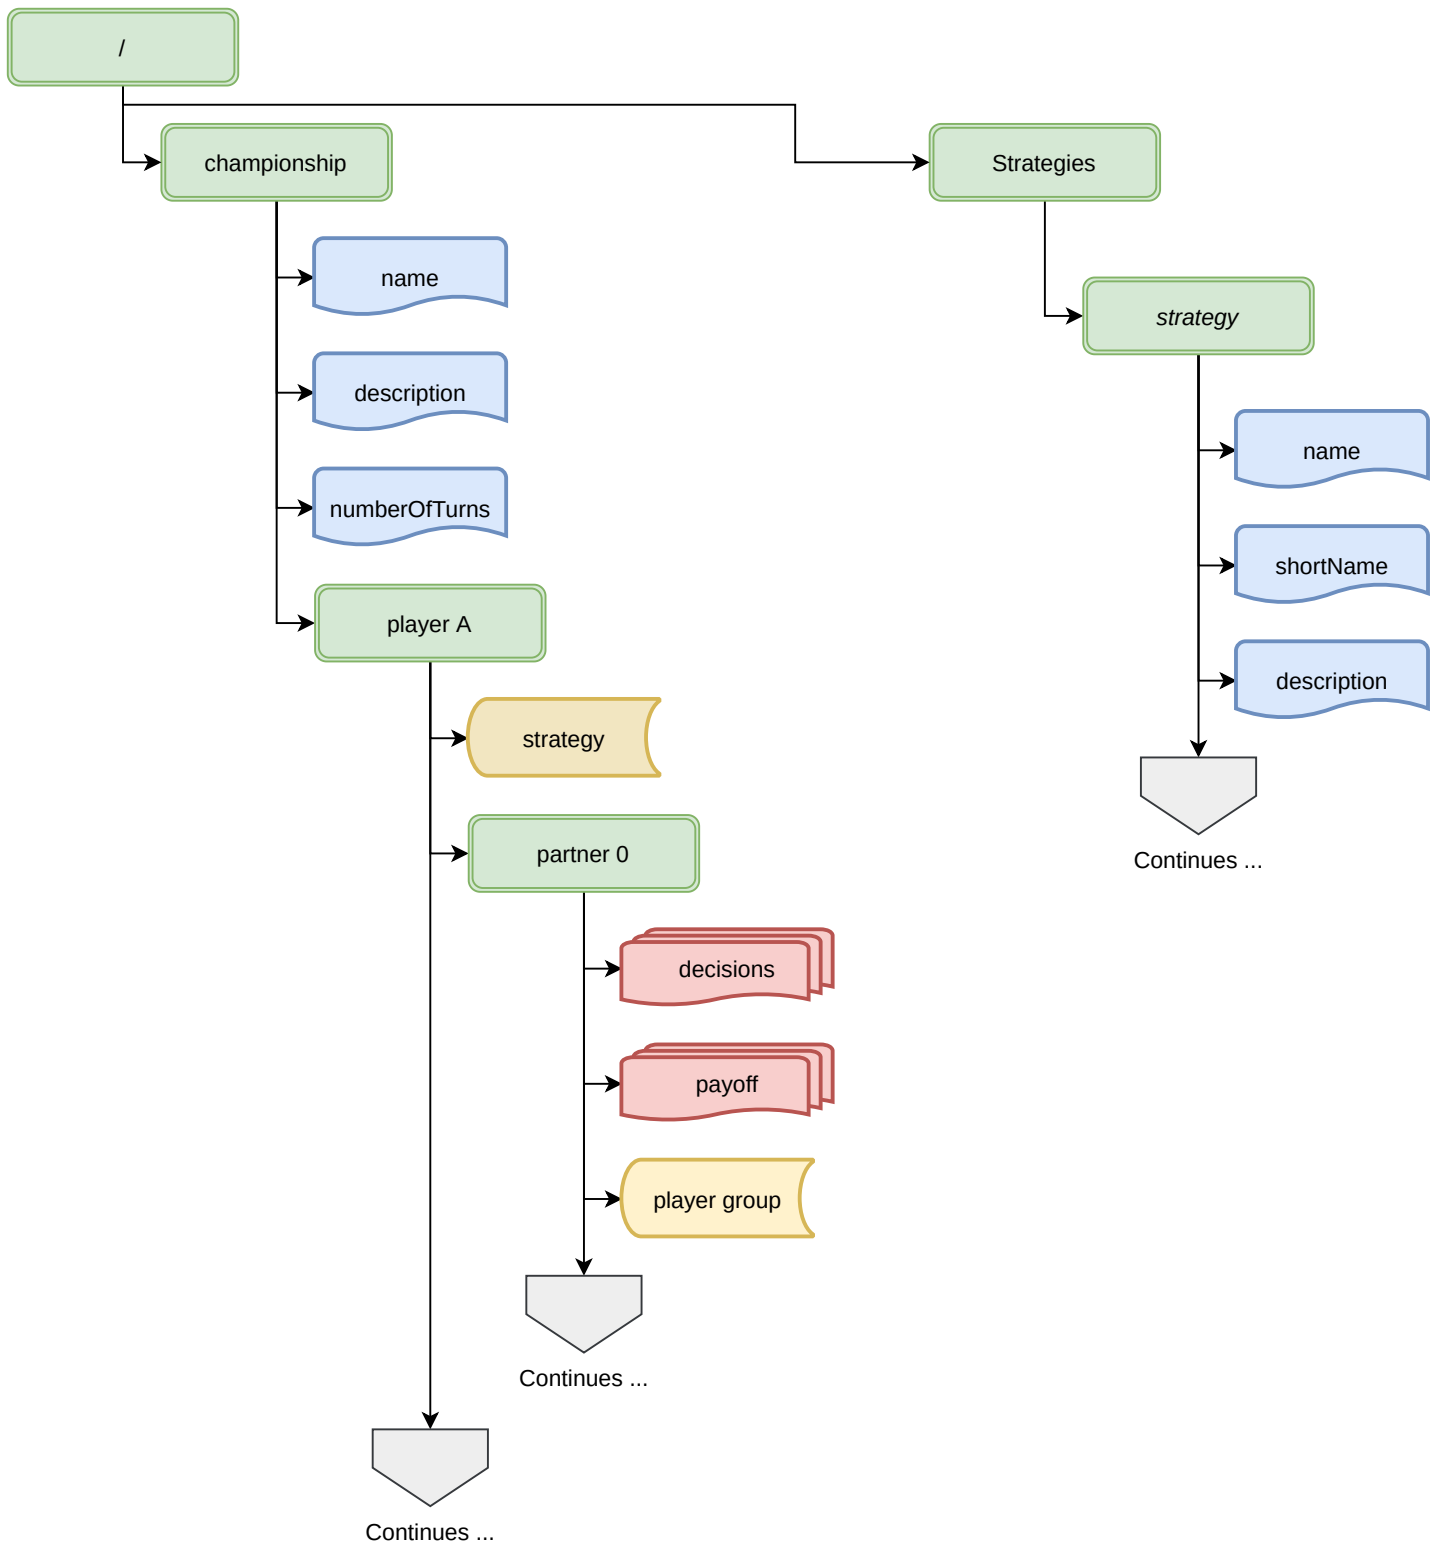 /
championship
name
description
numberOfTurns
player A
strategy
partner 0
decisions
payoff
player group
Continues ...
Continues ...
Strategies
strategy
name
shortName
description
Continues ...